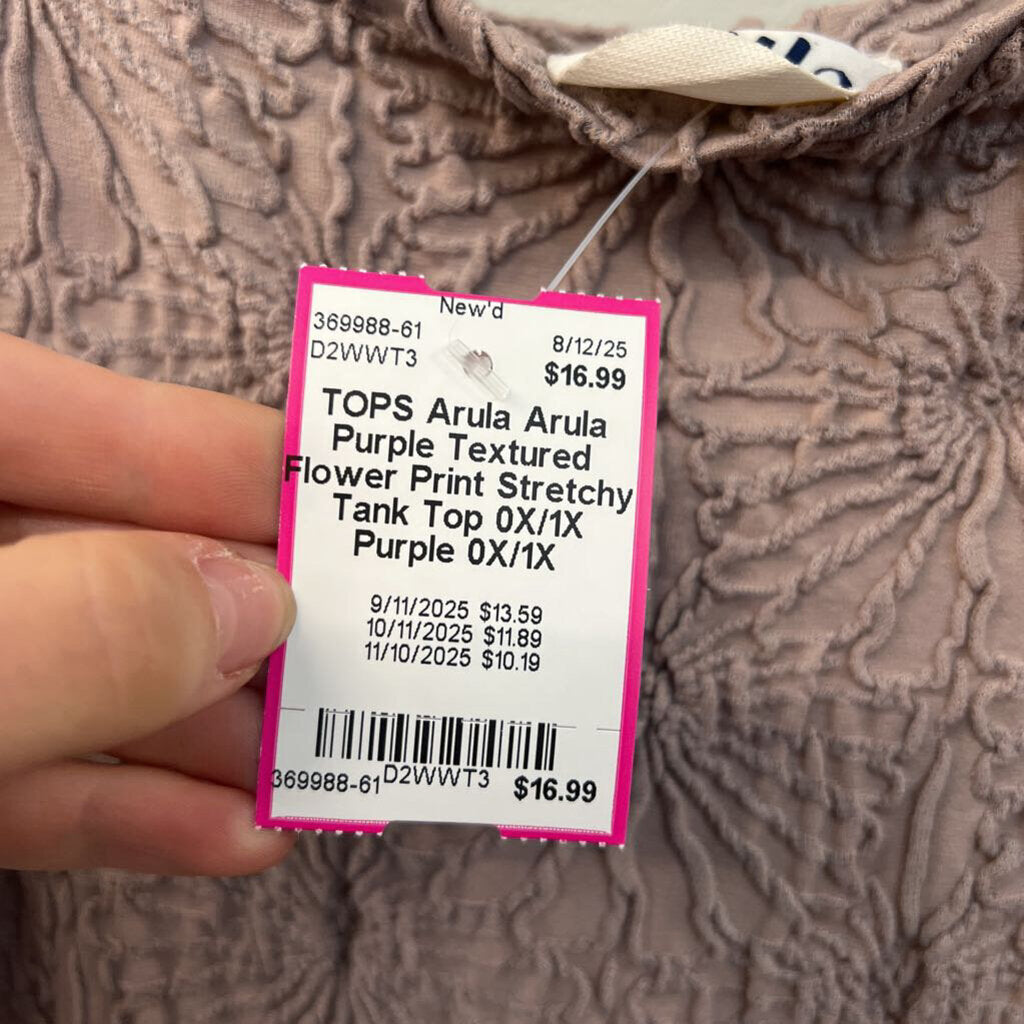 New'd
369988-61
8/12/25
D2WWT3
$16.99
TOPS Arula Arula
Purple Textured
Flower Print Stretchy
Tank Top 0X/1X
Purple 0X/1X
9/11/2025 $13.59
10/11/2025 $11.89
11/10/2025 $10.19
369988-61 D2WWT3 $16.99